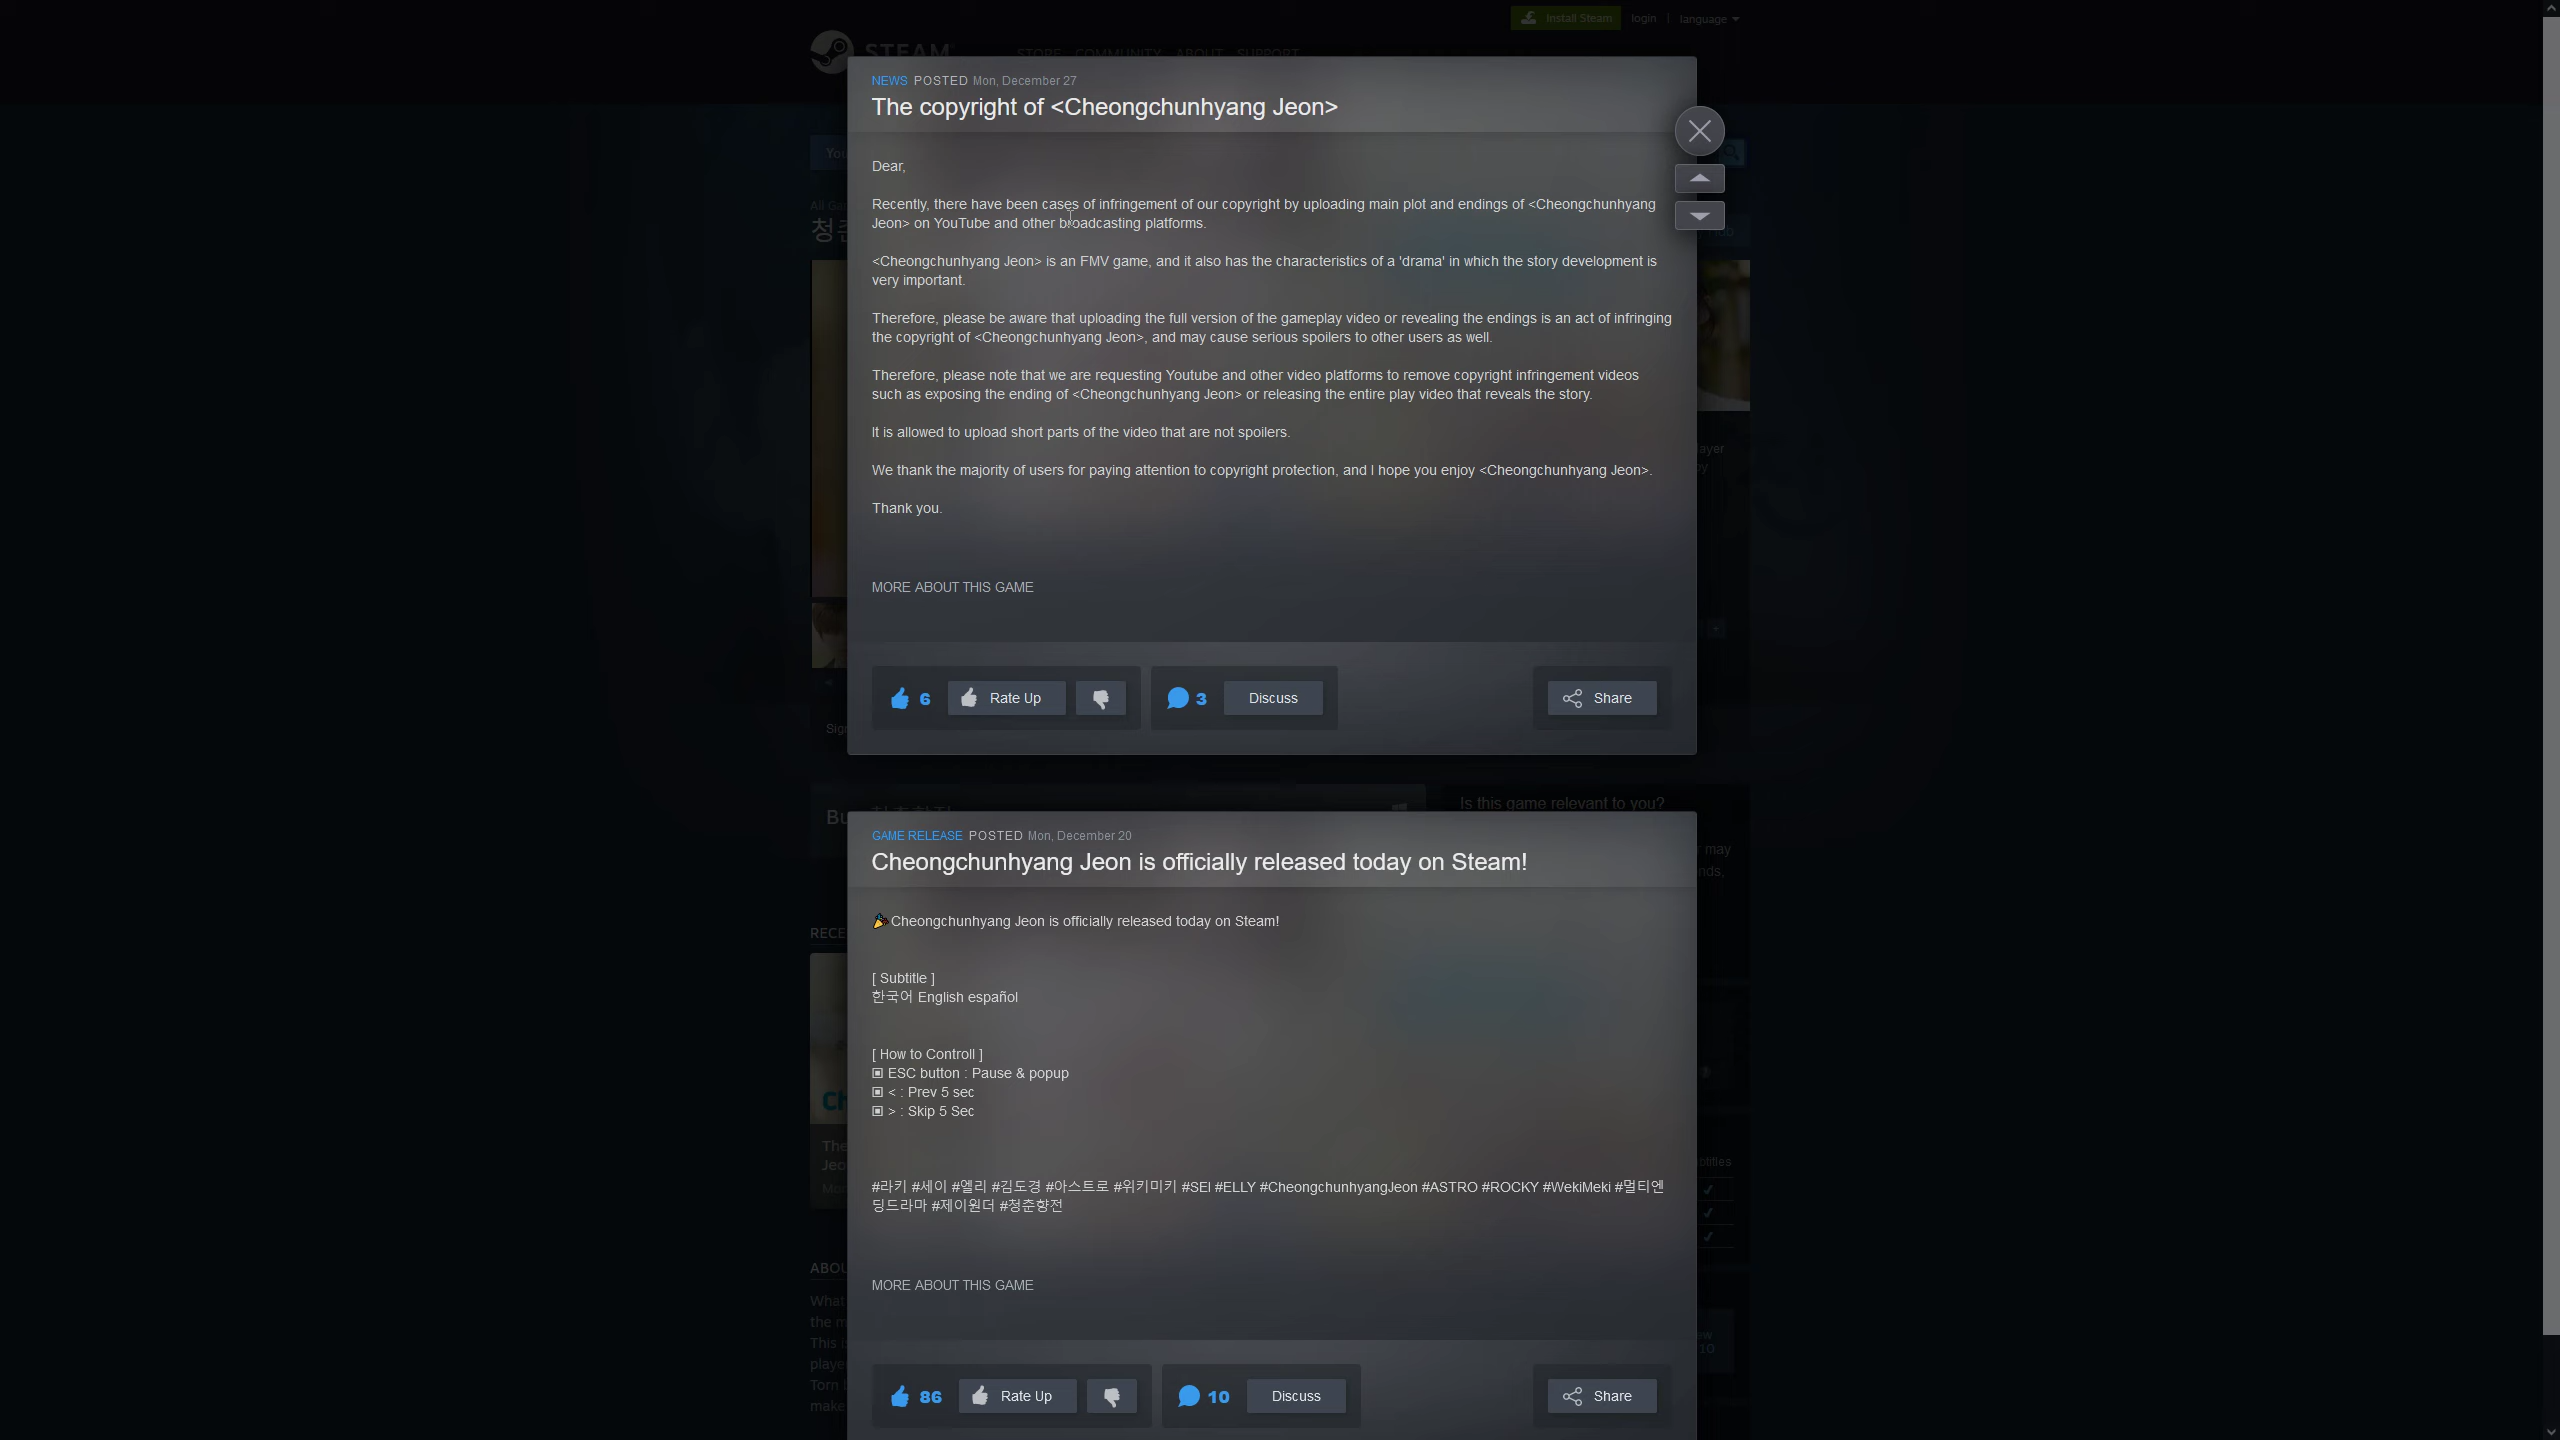 Install Steam login | language
STEAM
STORE COMMUNITY ABOUT SUPPORT
NEWS POSTED Mon, December 27
The copyright of <Cheongchunhyang Jeon>
Dear,
Recently, there have been cases of infringement of our copyright by uploading main plot and endings of <Cheongchunhyang
Jeon> on YouTube and other broadcasting platforms.
<Cheongchunhyang Jeon> is an FMV game, and it also has the characteristics of a 'drama' in which the story development is
very important.
Therefore, please be aware that uploading the full version of the gameplay video or revealing the endings is an act of infringing
the copyright of <Cheongchunhyang Jeon>, and may cause serious spoilers to other users as well.
Therefore, please note that we are requesting Youtube and other video platforms to remove copyright infringement videos
such as exposing the ending of <Cheongchunhyang Jeon> or releasing the entire play video that reveals the story.
It is allowed to upload short parts of the video that are not spoilers.
We thank the majority of users for paying attention to copyright protection, and I hope you enjoy <Cheongchunhyang Jeon>.
Thank you.
MORE ABOUT THIS GAME
6 Rate Up 3 Discuss Share
Is this game relevant to you?
GAME RELEASE POSTED Mon, December 20
Cheongchunhyang Jeon is officially released today on Steam!
🎉Cheongchunhyang Jeon is officially released today on Steam!
[ Subtitle ]
한국어 English español
[ How to Controll ]
▣ ESC button : Pause & popup
▣ < : Prev 5 sec
▣ > : Skip 5 Sec
#라키 #세이 #엘리 #김도경 #아스트로 #위키미키 #SEI #ELLY #CheongchunhyangJeon #ASTRO #ROCKY #WekiMeki #멀티엔
딩드라마 #제이원더 #청춘향전
MORE ABOUT THIS GAME
86 Rate Up 10 Discuss Share